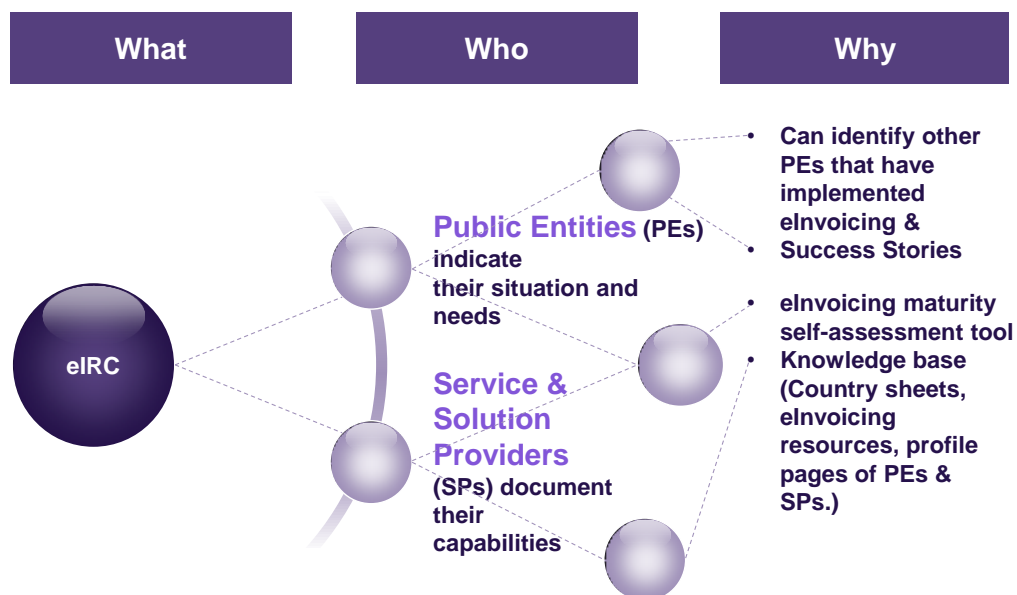 What
Who
Why
eIRC
Public Entities (PEs)
indicate
their situation and
needs
Service &
Solution
Providers
(SPs) document
their
capabilities
• Can identify other
PEs that have
implemented
eInvoicing &
• Success Stories
• eInvoicing maturity
self-assessment tool
• Knowledge base
(Country sheets,
eInvoicing
resources, profile
pages of PEs &
SPs.)